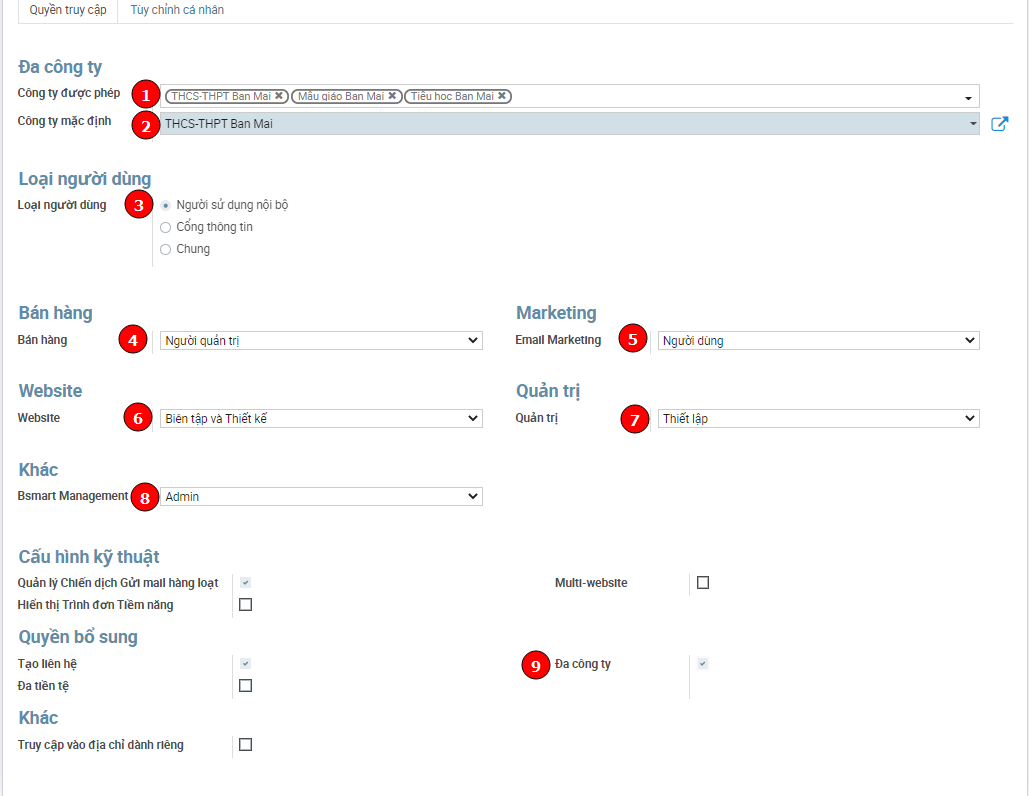 Quyền truy cập Tùy chỉnh cá nhân
Đa công ty
Công ty được phép 1 THCS-THPT Ban Mai ✖ Mẫu giáo Ban Mai ✖ Tiểu học Ban Mai ✖
Công ty mặc định 2 THCS-THPT Ban Mai
Loại người dùng
Loại người dùng 3 Người sử dụng nội bộ
Cổng thông tin
Chung
Bán hàng Marketing
Bán hàng 4 Người quản trị Email Marketing 5 Người dùng
Website Quản trị
Website 6 Biên tập và Thiết kế Quản trị 7 Thiết lập
Khác
Bsmart Management 8 Admin
Cấu hình kỹ thuật
Quản lý Chiến dịch Gửi mail hàng loạt Multi-website
Hiển thị Trình đơn Tiềm năng
Quyền bổ sung
Tạo liên hệ 9 Đa công ty
Đa tiền tệ
Khác
Truy cập vào địa chỉ dành riêng